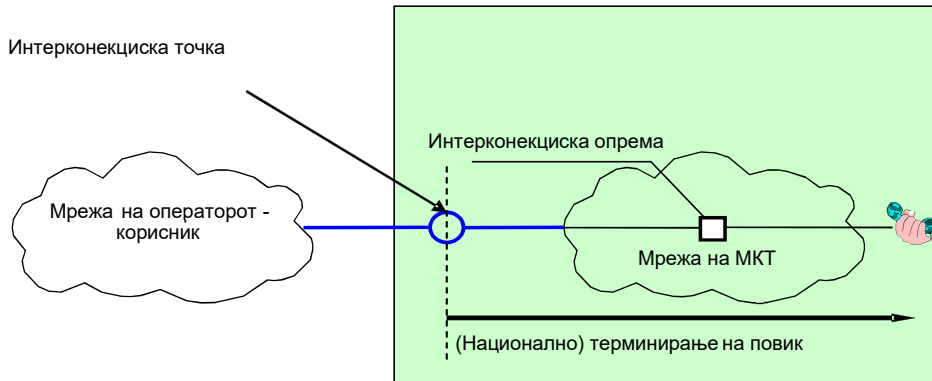 Интерконекциска точка
Интерконекциска опрема
Мрежа на операторот -
корисник
Мрежа на МКТ
(Национално) терминирање на повик